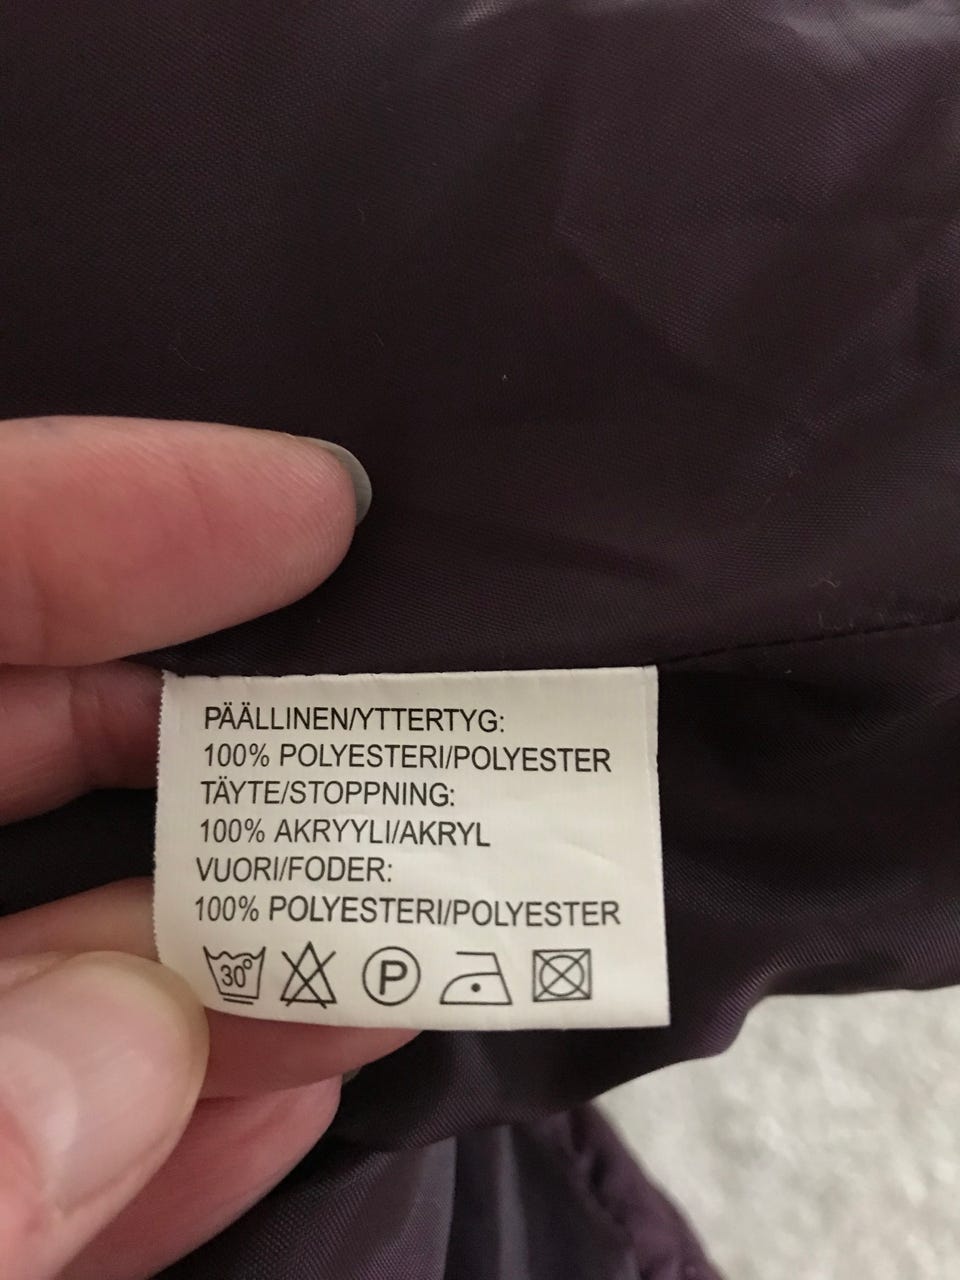 PÄÄLLINEN/YTTERTYG:
100% POLYESTERI/POLYESTER
TÄYTE/STOPPNING:
100% AKRYYLI/AKRYL
VUORI/FODER:
100% POLYESTERI/POLYESTER
30° P